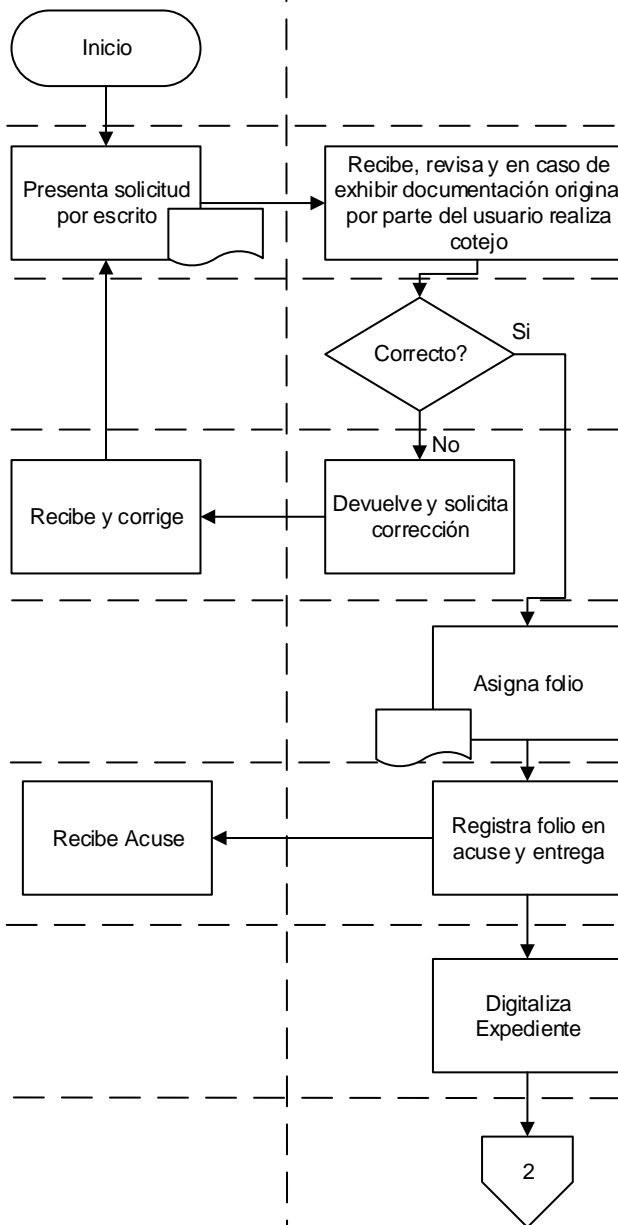 Inicio
Presenta solicitud
por escrito
Recibe, revisa y en caso de
exhibir documentación origina
por parte del usuario realiza
cotejo
Correcto?
Si
No
Recibe y corrige
Devuelve y solicita
corrección
Asigna folio
Recibe Acuse
Registra folio en
acuse y entrega
Digitaliza
Expediente
2